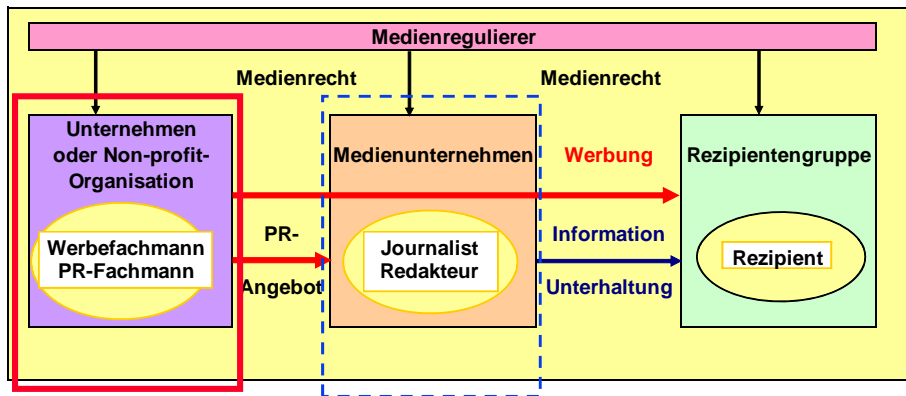 Medienregulierer
Medienrecht
Medienrecht
Unternehmen
oder Non-profit-
Organisation
Werbefachmann
PR-Fachmann
PR-
Angebot
Medienunternehmen
Journalist
Redakteur
Werbung
Information
Unterhaltung
Rezipientengruppe
Rezipient